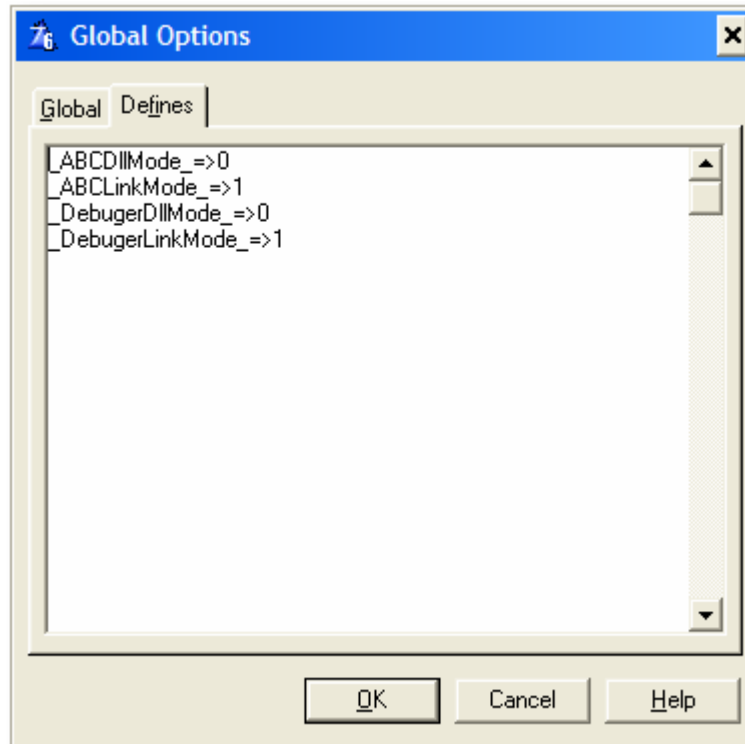 Global Options
Global Defines
_ABCDllMode_=>0
_ABCLinkMode_=>1
_DebugerDllMode_=>0
_DebugerLinkMode_=>1
OK Cancel Help